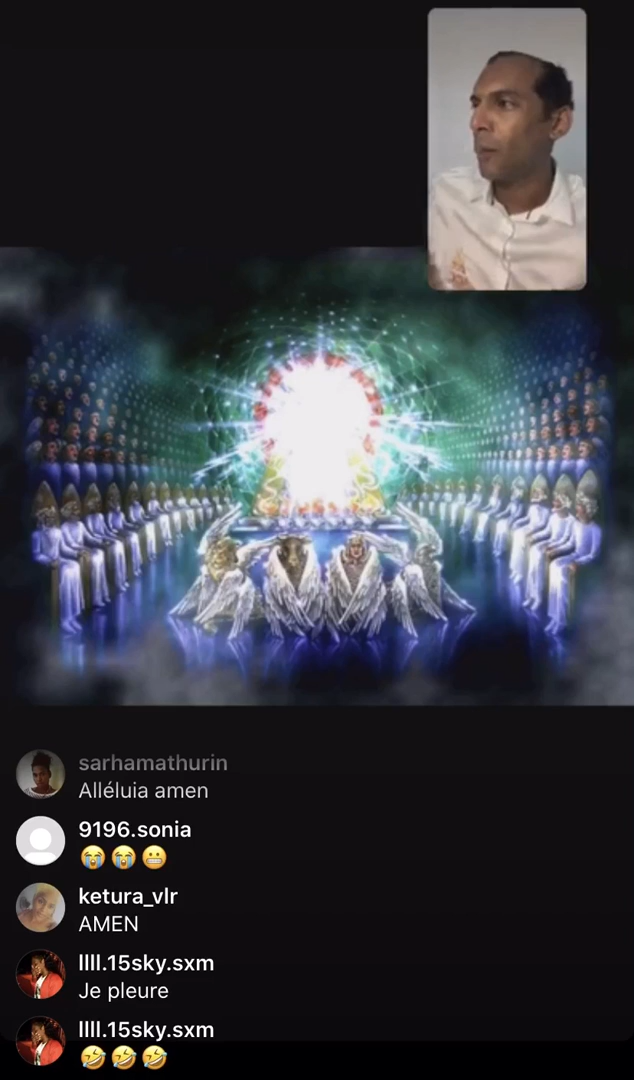 sarhamathurin
Alléluia amen
9196.sonia
😭😭😬
ketura_vlr
AMEN
llll.15sky.sxm
Je pleure
llll.15sky.sxm
🤣🤣🤣